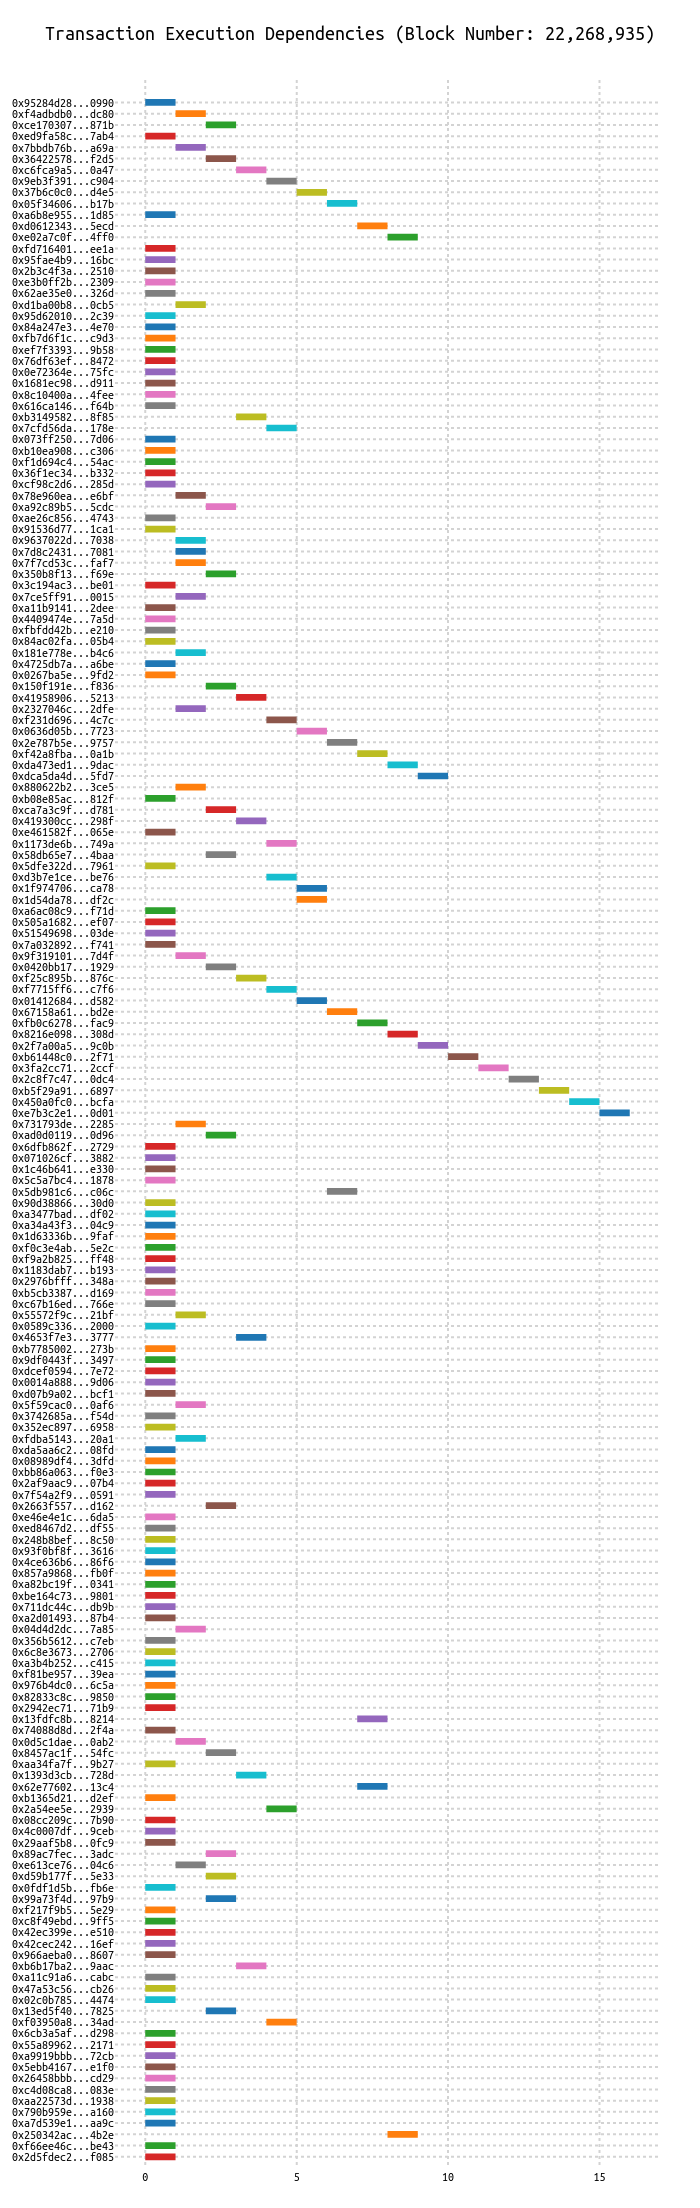 Transaction Execution Dependencies (Block Number: 22,268,935)
0x95284d28...0990
0xf4adbdb0...dc80
0xce170307...871b
0xed9fa58c...7ab4
0x7bbdb76b...a69a
0x36422578...f2d5
0xc6fca9a5...0a47
0x9eb3f391...c904
0x37b6c0c0...d4e5
0x05f34606...b17b
0xa6b8e955...1d85
0xd0612343...5ecd
0xe02a7c0f...4ff0
0xfd716401...ee1a
0x95fae4b9...16bc
0x2b3c4f3a...2510
0xe3b0ff2b...2309
0x62ae35e0...326d
0xd1ba00b8...0cb5
0x95d62010...2c39
0x84a247e3...4e70
0xfb7d6f1c...c9d3
0xef7f3393...9b58
0x76df63ef...8472
0x0e72364e...75fc
0x1681ec98...d911
0x8c10400a...4fee
0x616ca146...f64b
0xb3149582...8f85
0x7cfd56da...178e
0x073ff250...7d06
0xb10ea908...c306
0xf1d694c4...54ac
0x36f1ec34...b332
0xcf98c2d6...285d
0x78e960ea...e6bf
0xa92c89b5...5cdc
0xae26c856...4743
0x91536d77...1ca1
0x9637022d...7038
0x7d8c2431...7081
0x7f7cd53c...faf7
0x350b8f13...f69e
0x3c194ac3...be01
0x7ce5ff91...0015
0xa11b9141...2dee
0x4409474e...7a5d
0xfbfdd42b...e210
0x84ac02fa...05b4
0x181e778e...b4c6
0x4725db7a...a6be
0x0267ba5e...9fd2
0x150f191e...f836
0x41958906...5213
0x2327046c...2dfe
0xf231d696...4c7c
0x0636d05b...7723
0x2e787b5e...9757
0xf42a8fba...0a1b
0xda473ed1...9dac
0xdca5da4d...5fd7
0x880622b2...3ce5
0xb08e85ac...812f
0xca7a3c9f...d781
0x419300cc...298f
0xe461582f...065e
0x1173de6b...749a
0x58db65e7...4baa
0x5dfe322d...7961
0xd3b7e1ce...be76
0x1f974706...ca78
0x1d54da78...df2c
0xa6ac08c9...f71d
0x505a1682...ef07
0x51549698...03de
0x7a032892...f741
0x9f319101...7d4f
0x0420bb17...1929
0xf25c895b...876c
0xf7715ff6...c7f6
0x01412684...d582
0x67158a61...bd2e
0xfb0c6278...fac9
0x8216e098...308d
0x2f7a00a5...9c0b
0xb61448c0...2f71
0x3fa2cc71...2ccf
0x2c8f7c47...0dc4
0xb5f29a91...6897
0x450a0fc0...bcfa
0xe7b3c2e1...0d01
0x731793de...2285
0xad0d0119...0d96
0x6dfb862f...2729
0x071026cf...3882
0x1c46b641...e330
0x5c5a7bc4...1878
0x5db981c6...c06c
0x90d38866...30d0
0xa3477bad...df02
0xa34a43f3...04c9
0x1d63336b...9faf
0xf0c3e4ab...5e2c
0xf9a2b825...ff48
0x1183dab7...b193
0x2976bfff...348a
0xb5cb3387...d169
0xc67b16ed...766e
0x55572f9c...21bf
0x0589c336...2000
0x4653f7e3...3777
0xb7785002...273b
0x9df0443f...3497
0xdcef0594...7e72
0x0014a888...9d06
0xd07b9a02...bcf1
0x5f59cac0...0af6
0x3742685a...f54d
0x352ec897...6958
0xfdba5143...20a1
0xda5aa6c2...08fd
0x08989df4...3dfd
0xbb86a063...f0e3
0x2af9aac9...07b4
0x7f54a2f9...0591
0x2663f557...d162
0xe46e4e1c...6da5
0xed8467d2...df55
0x248b8bef...8c50
0x93f0bf8f...3616
0x4ce636b6...86f6
0x857a9868...fb0f
0xa82bc19f...0341
0xbe164c73...9801
0x711dc44c...db9b
0xa2d01493...87b4
0x04d4d2dc...7a85
0x356b5612...c7eb
0x6c8e3673...2706
0xa3b4b252...c415
0xf81be957...39ea
0x976b4dc0...6c5a
0x82833c8c...9850
0x2942ec71...71b9
0x13fdfc8b...8214
0x74088d8d...2f4a
0x0d5c1dae...0ab2
0x8457ac1f...54fc
0xaa34fa7f...9b27
0x1393d3cb...728d
0x62e77602...13c4
0xb1365d21...d2ef
0x2a54ee5e...2939
0x08cc209c...7b90
0x4c0007df...9ceb
0x29aaf5b8...0fc9
0x89ac7fec...3adc
0xe613ce76...04c6
0xd59b177f...5e33
0x0fdf1d5b...fb6e
0x99a73f4d...97b9
0xf217f9b5...5e29
0xc8f49ebd...9ff5
0x42ec399e...e510
0x42cec242...16ef
0x966aeba0...8607
0xb6b17ba2...9aac
0xa11c91a6...cabc
0x47a53c56...cb26
0x02c0b785...4474
0x13ed5f40...7825
0xf03950a8...34ad
0x6cb3a5af...d298
0x55a89962...2171
0xa9919bbb...72cb
0x5ebb4167...e1f0
0x26458bbb...cd29
0xc4d08ca8...083e
0xaa22573d...1938
0x790b959e...a160
0xa7d539e1...aa9c
0x250342ac...4b2e
0xf66ee46c...be43
0x2d5fdec2...f085
0 5 10 15